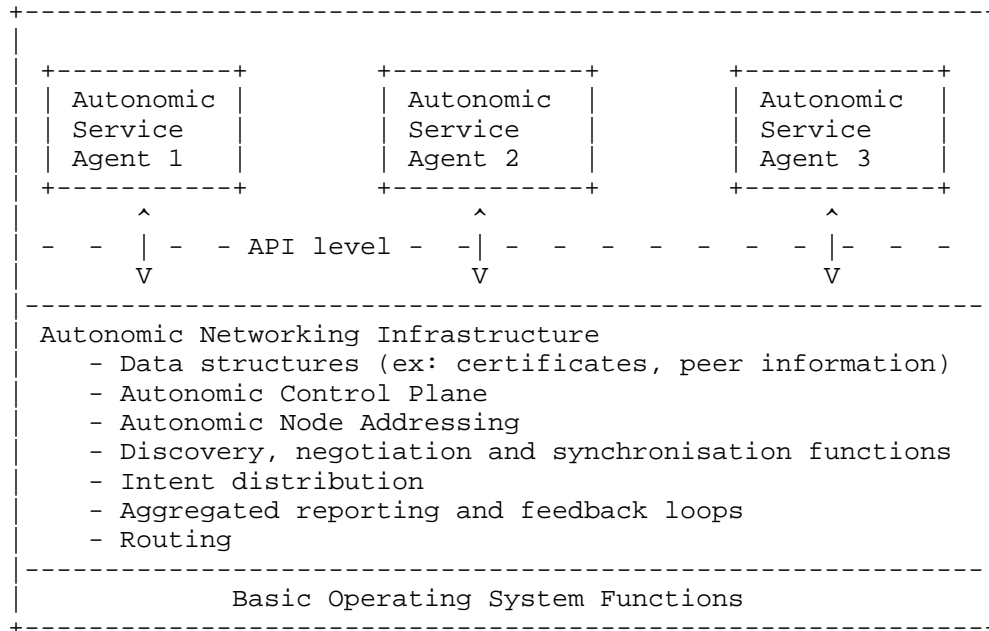 +------------------------------------------------------------------
|
| +-----------+         +------------+         +-----------+
| | Autonomic |         | Autonomic  |         | Autonomic  |
| | Service   |         | Service    |         | Service    |
| | Agent 1   |         | Agent 2    |         | Agent 3    |
| +-----------+         +------------+         +------------+
|       ^                      ^                       ^
| -  -  | -  - API level -  -| -  -  -  -  -  -  - |-  -  -
|       V                      V                       V
|------------------------------------------------------------------
| Autonomic Networking Infrastructure
|    - Data structures (ex: certificates, peer information)
|    - Autonomic Control Plane
|    - Autonomic Node Addressing
|    - Discovery, negotiation and synchronisation functions
|    - Intent distribution
|    - Aggregated reporting and feedback loops
|    - Routing
|------------------------------------------------------------------
|             Basic Operating System Functions
+------------------------------------------------------------------